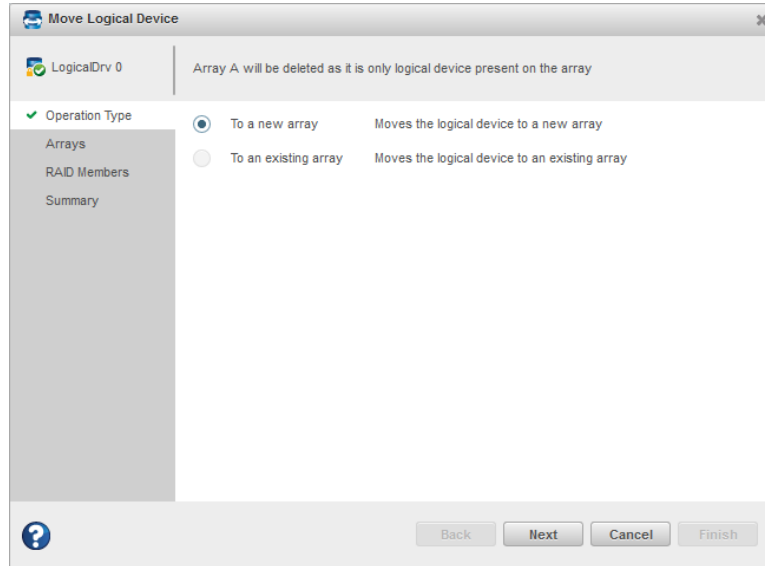 Move Logical Device
LogicalDrv 0
Array A will be deleted as it is only logical device present on the array
Operation Type
Arrays
RAID Members
Summary
To a new array Moves the logical device to a new array
To an existing array Moves the logical device to an existing array
?
Back Next Cancel Finish